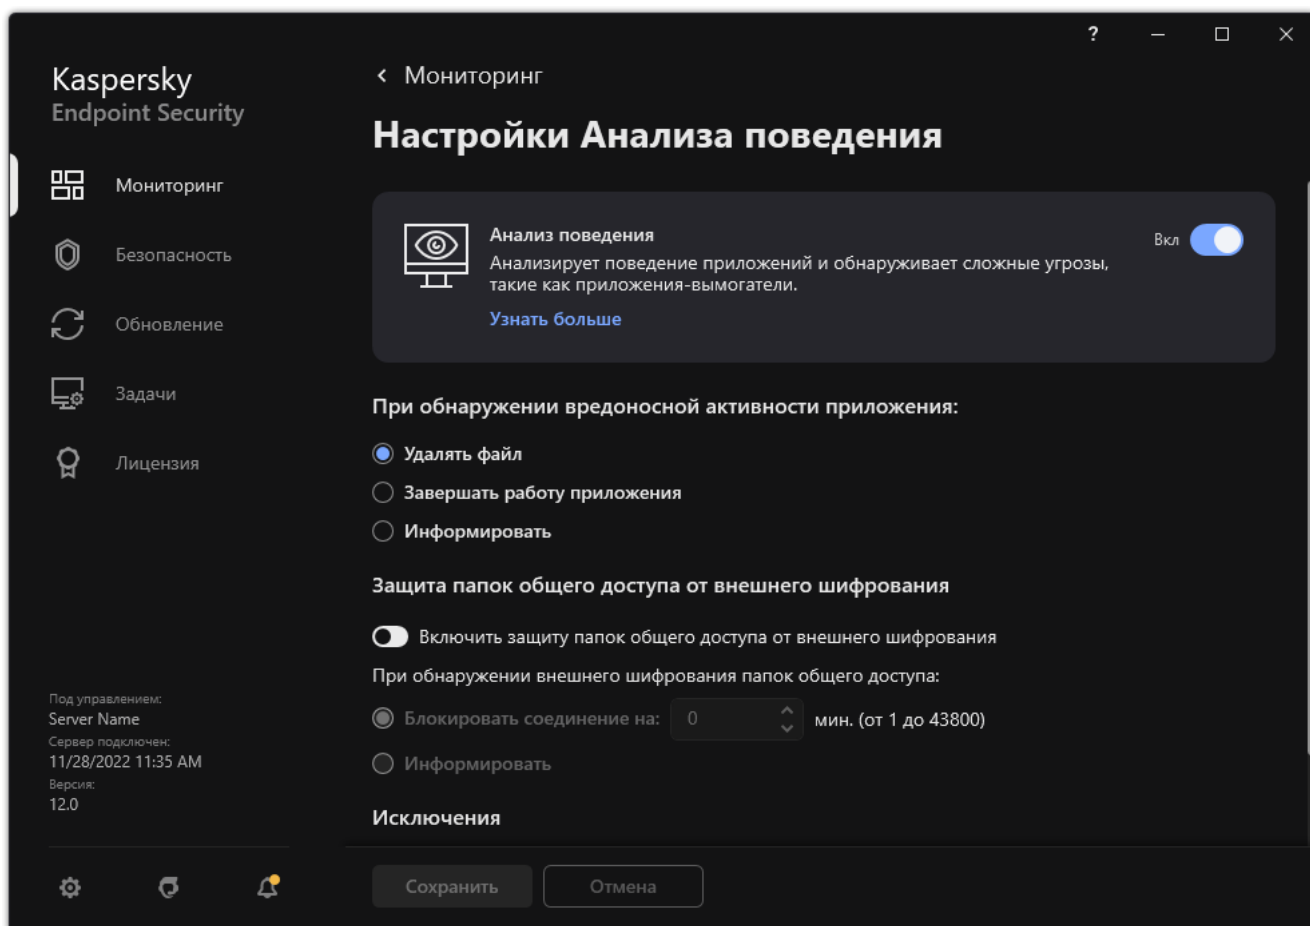 ?
Kaspersky
Endpoint Security
Мониторинг
Безопасность
Обновление
Задачи
Лицензия
Под управлением:
Server Name
Сервер подключен:
11/28/2022 11:35 AM
Версия:
12.0
Мониторинг
Настройки Анализа поведения
Анализ поведения
Вкл
Анализирует поведение приложений и обнаруживает сложные угрозы,
такие как приложения-вымогатели.
Узнать больше
При обнаружении вредоносной активности приложения:
Удалять файл
Завершать работу приложения
Информировать
Защита папок общего доступа от внешнего шифрования
Включить защиту папок общего доступа от внешнего шифрования
При обнаружении внешнего шифрования папок общего доступа:
Блокировать соединение на: 0 мин. (от 1 до 43800)
Информировать
Исключения
Сохранить Отмена